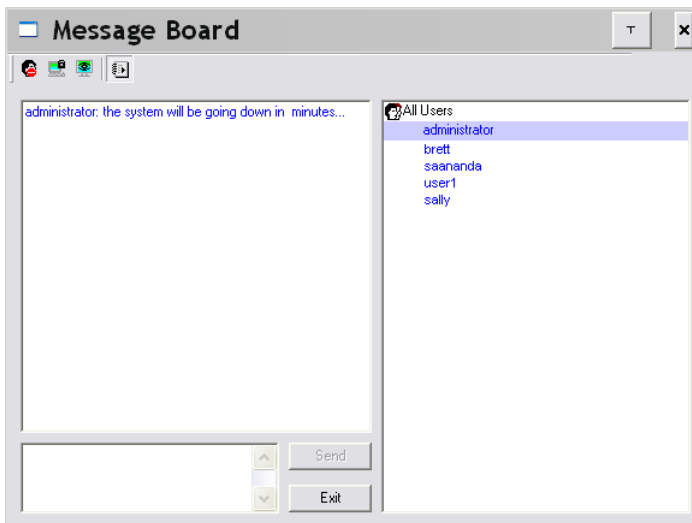 Message Board
T
administrator: the system will be going down in  minutes...
All Users
administrator
brett
saananda
user1
sally
Send
Exit